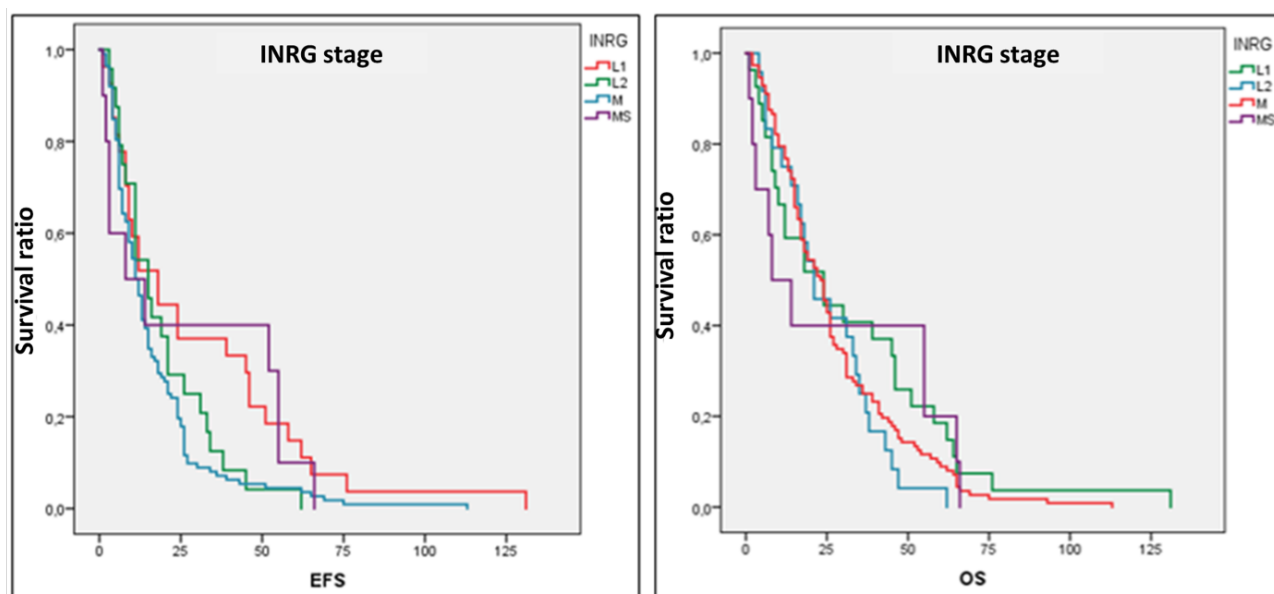 INRG stage
INRG
L1
L2
M
MS
1,0
0,8
0,6
0,4
0,2
0,0
Survival ratio
0 25 50 75 100 125
EFS
INRG stage
INRG
L1
L2
M
MS
1,0
0,8
0,6
0,4
0,2
0,0
Survival ratio
0 25 50 75 100 125
OS